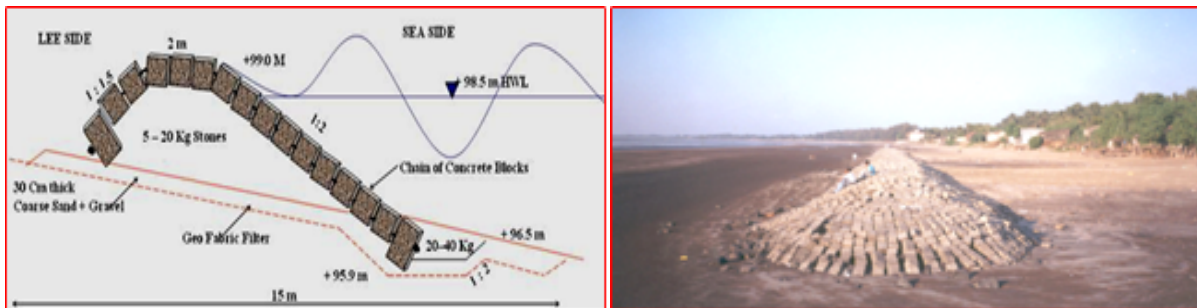 LEE SIDE
2 m
SEA SIDE
+99.0 M
+ 98.5 m HWL
1 : 1.5
5 – 20 Kg Stones
1:2
Chain of Concrete Blocks
30 Cm thick
Coarse Sand + Gravel
Geo Fabric Filter
20–40 Kg
+ 96.5 m
+ 95.9 m
1 : 2
15 m